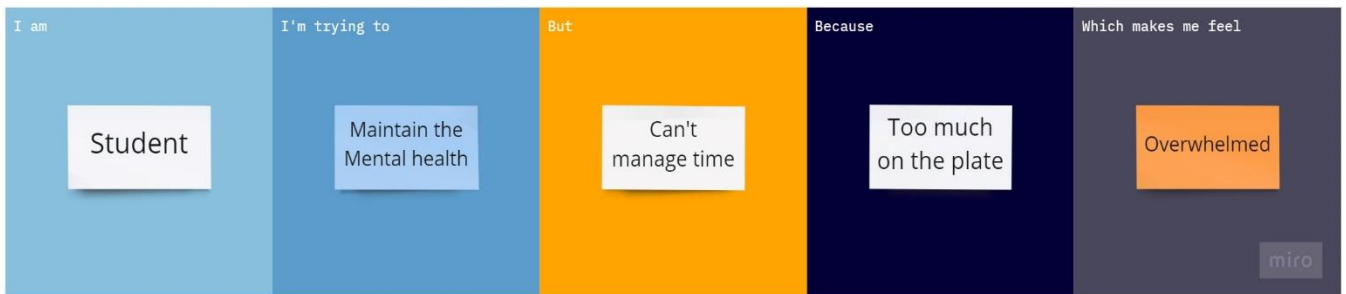 I am
Student
I'm trying to
Maintain the
Mental health
But
Can't
manage time
Because
Too much
on the plate
Which makes me feel
Overwhelmed
miro